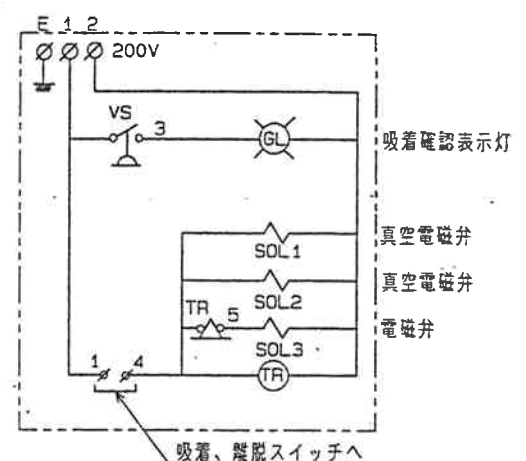 E 1 2
200V
VS
3
GL
吸着確認表示灯
SOL1
真空電磁弁
SOL2
真空電磁弁
TR
5
SOL3
電磁弁
1 4
TR
吸着、離脱スイッチへ